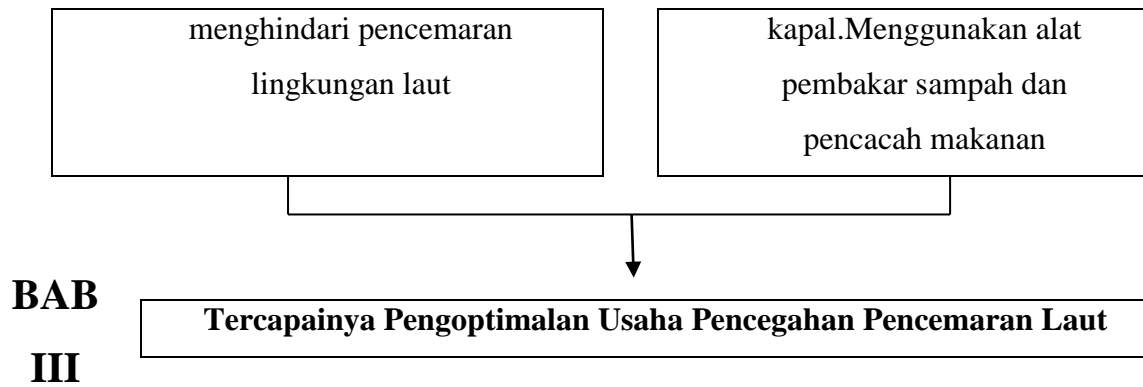 menghindari pencemaran
lingkungan laut
kapal.Menggunakan alat
pembakar sampah dan
pencacah makanan
BAB
III
Tercapainya Pengoptimalan Usaha Pencegahan Pencemaran Laut